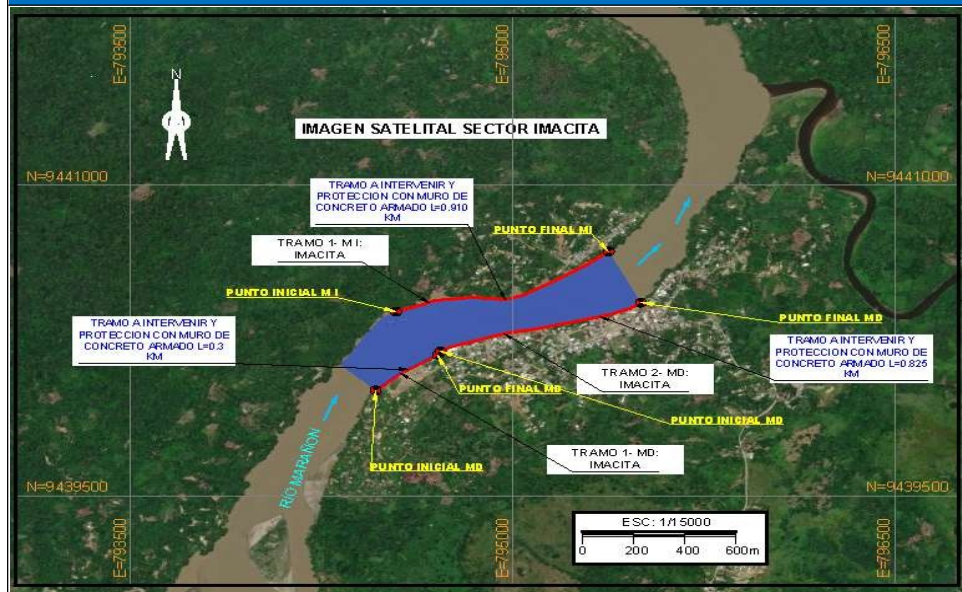 E=793500
E=795000
E=796500
N
IMAGEN SATELITAL SECTOR IMACITA
N=9441000
N=9441000
TRAMO A INTERVENIR Y
PROTECCION CON MURO DE
CONCRETO ARMADO L=0.910
KM
PUNTO FINAL MI
TRAMO 1- MI:
IMACITA
PUNTO INICIAL MI
TRAMO A INTERVENIR Y
PROTECCION CON MURO DE
CONCRETO ARMADO L=0.3
KM
PUNTO FINAL MD
TRAMO A INTERVENIR Y
PROTECCION CON MURO DE
CONCRETO ARMADO L=0.825
KM
TRAMO 2- MD:
IMACITA
PUNTO FINAL MD
PUNTO INICIAL MD
TRAMO 1- MD:
IMACITA
PUNTO INICIAL MD
RÍO MARAÑON
N=9439500
N=9439500
ESC: 1/15000
0 200 400 600m
E=793500
E=795000
E=796500